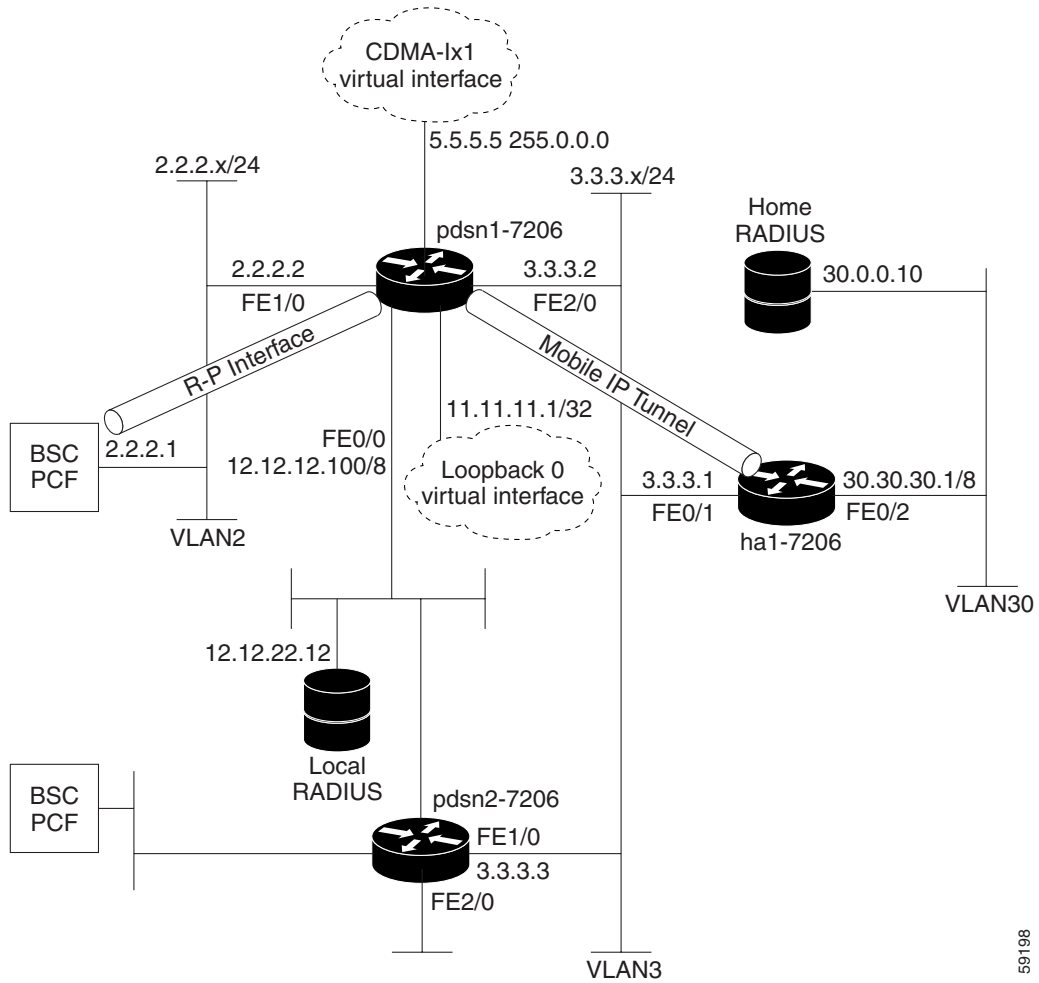 CDMA-Ix1
virtual interface
5.5.5.5 255.0.0.0
2.2.2.x/24
3.3.3.x/24
pdsn1-7206
Home
RADIUS
2.2.2.2
FE1/0
3.3.3.2
FE2/0
30.0.0.10
R-P Interface
Mobile IP Tunnel
11.11.11.1/32
BSC
PCF
2.2.2.1
FE0/0
12.12.12.100/8
Loopback 0
virtual interface
3.3.3.1
FE0/1
30.30.30.1/8
FE0/2
VLAN2
ha1-7206
VLAN30
12.12.22.12
Local
RADIUS
BSC
PCF
pdsn2-7206
FE1/0
3.3.3.3
FE2/0
VLAN3
59198